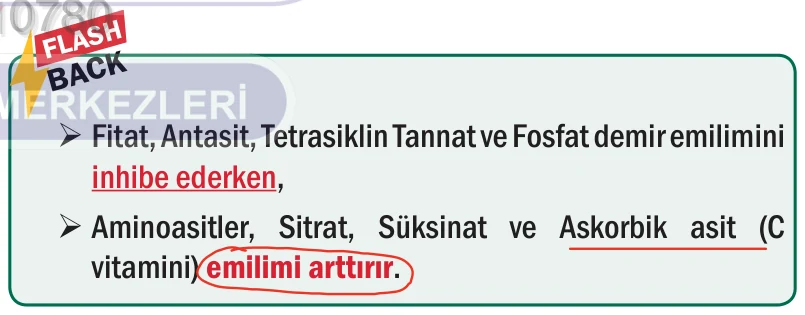 10780
FLASH
BACK
MERKEZLERİ
➤ Fitat, Antasit, Tetrasiklin Tannat ve Fosfat demir emilimini
inhibe ederken,
➤ Aminoasitler, Sitrat, Süksinat ve Askorbik asit (C
vitamini) emilimi arttırır.